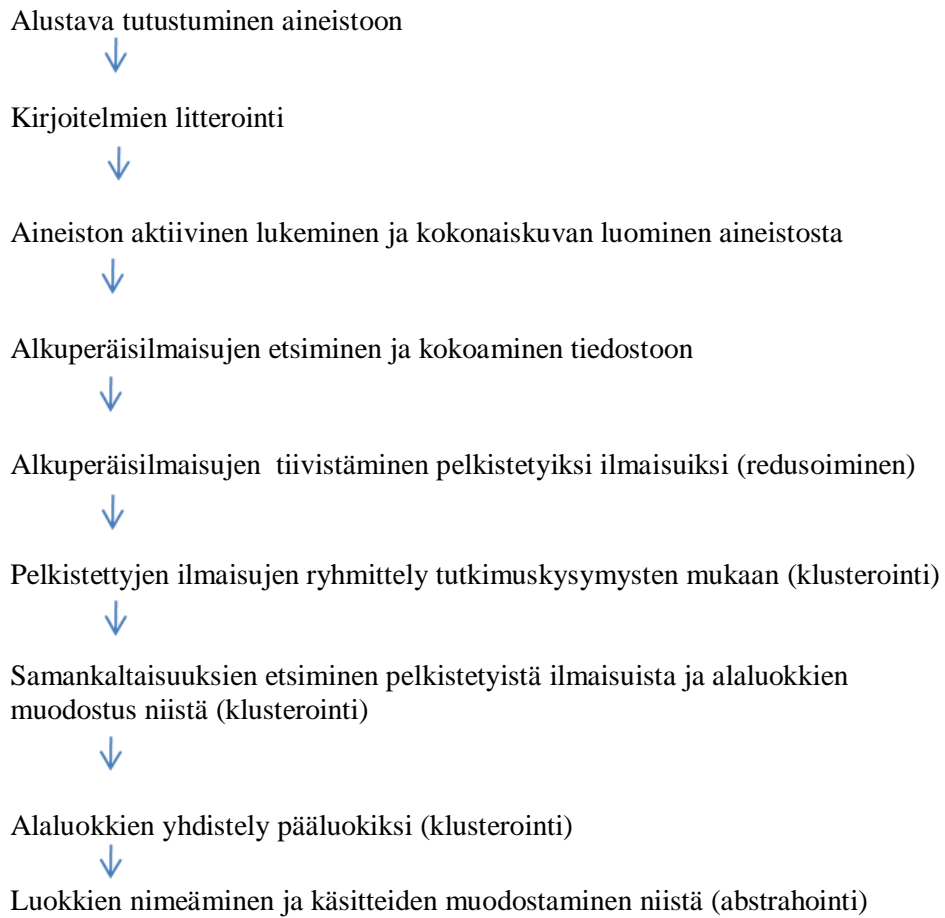 Alustava tutustuminen aineistoon
Kirjoitelmien litterointi
Aineiston aktiivinen lukeminen ja kokonaiskuvan luominen aineistosta
Alkuperäisilmaisujen etsiminen ja kokoaminen tiedostoon
Alkuperäisilmaisujen  tiivistäminen pelkistetyiksi ilmaisuiksi (redusoiminen)
Pelkistettyjen ilmaisujen ryhmittely tutkimuskysymysten mukaan (klusterointi)
Samankaltaisuuksien etsiminen pelkistetyistä ilmaisuista ja alaluokkien
muodostus niistä (klusterointi)
Alaluokkien yhdistely pääluokiksi (klusterointi)
Luokkien nimeäminen ja käsitteiden muodostaminen niistä (abstrahointi)